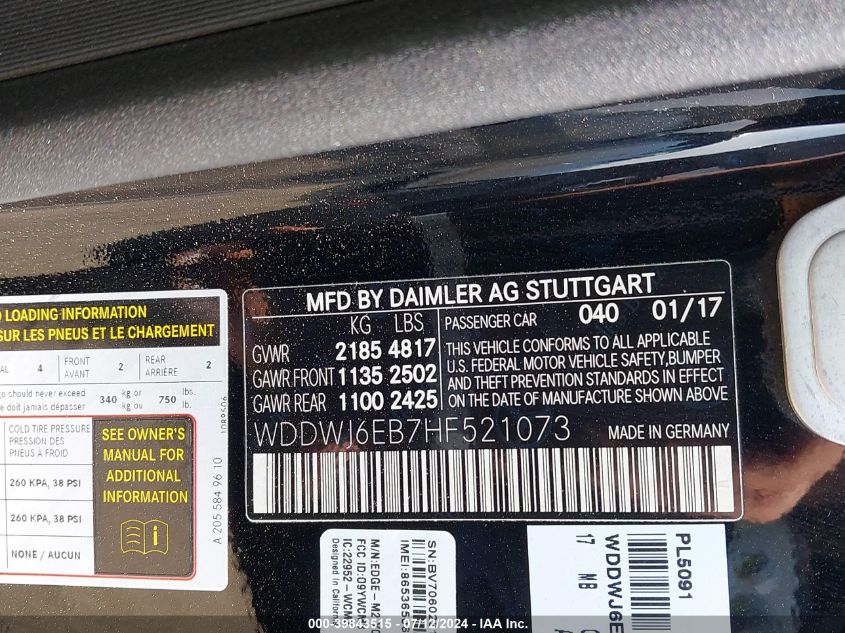 MFD BY DAIMLER AG STUTTGART
KG LBS PASSENGER CAR 040 01/17
GVWR 2185 4817
GAWR FRONT 1135 2502
GAWR REAR 1100 2425
THIS VEHICLE CONFORMS TO ALL APPLICABLE
U.S. FEDERAL MOTOR VEHICLE SAFETY,BUMPER
AND THEFT PREVENTION STANDARDS IN EFFECT
ON THE DATE OF MANUFACTURE SHOWN ABOVE
WDDWJ6EB7HF521073 MADE IN GERMANY
LOADING INFORMATION
SUR LES PNEUS ET LE CHARGEMENT
4 FRONT AVANT 2 REAR ARRIÈRE 2
should never exceed 340 kg or 750 lbs.
doit jamais dépasser kg ou lb.
COLD TIRE PRESSURE
PRESSION DES
PNEUS À FROID
260 KPA, 38 PSI
260 KPA, 38 PSI
NONE / AUCUN
SEE OWNER'S
MANUAL FOR
ADDITIONAL
INFORMATION
A 205 584 96 10
PL5091
17 MB
Designed in California
000-39843515 - 07/12/2024 - IAA Inc.